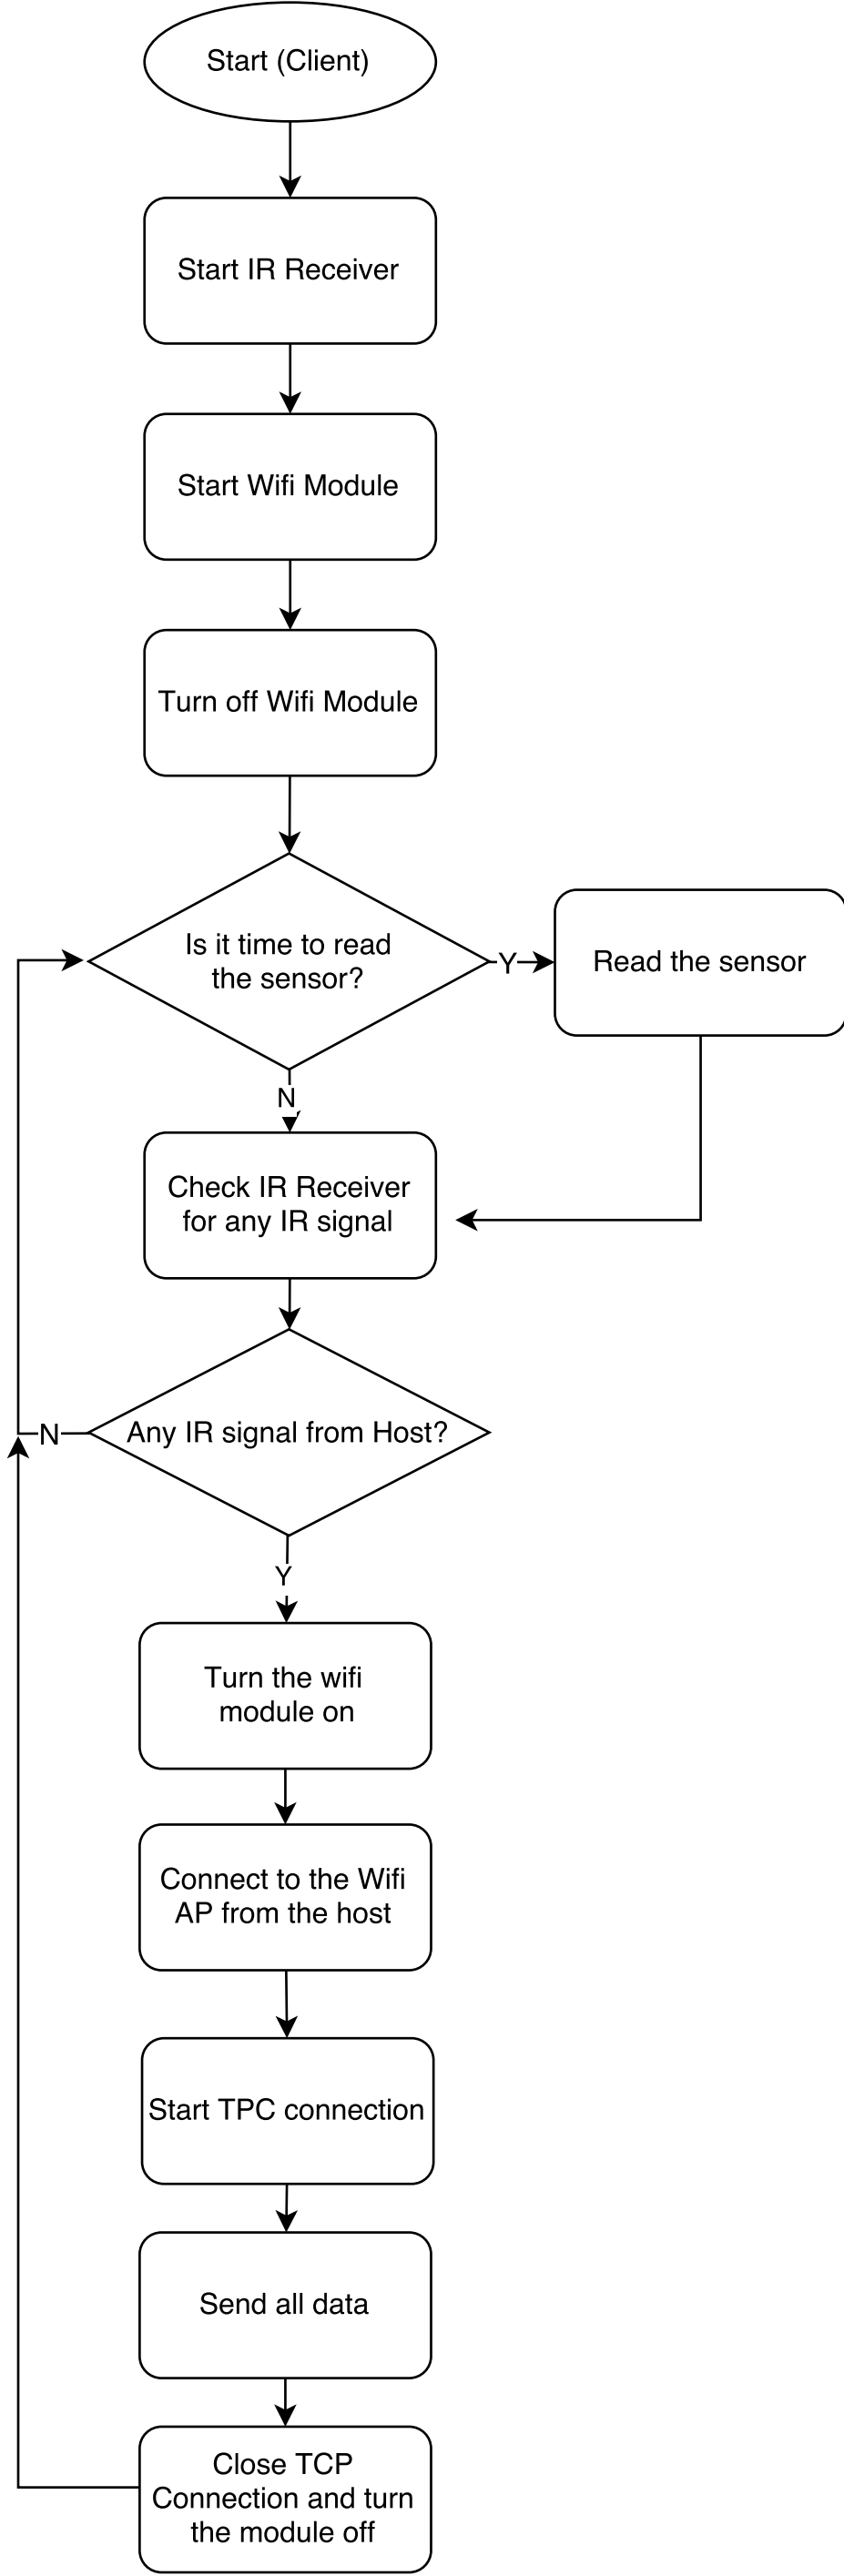 Start (Client)
Start IR Receiver
Start Wifi Module
Turn off Wifi Module
Is it time to read
the sensor?
Y
Read the sensor
N
Check IR Receiver
for any IR signal
Any IR signal from Host?
N
Y
Turn the wifi
module on
Connect to the Wifi
AP from the host
Start TPC connection
Send all data
Close TCP
Connection and turn
the module off